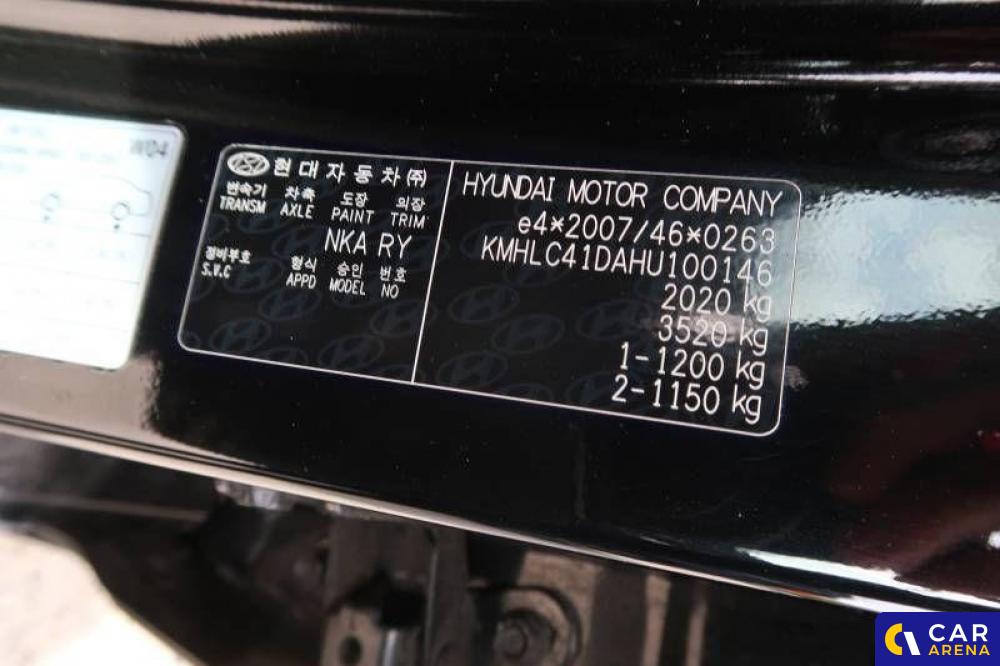 W04
현대자동차(주)
변속기 차축 도장 의장
TRANSM AXLE PAINT TRIM
NKA RY
정비부호 형식 승인 번호
S.V.C APPD MODEL NO
HYUNDAI MOTOR COMPANY
e4*2007/46*0263
KMHLC41DAHU100146
2020 kg
3520 kg
1-1200 kg
2-1150 kg
CAR
ARENA